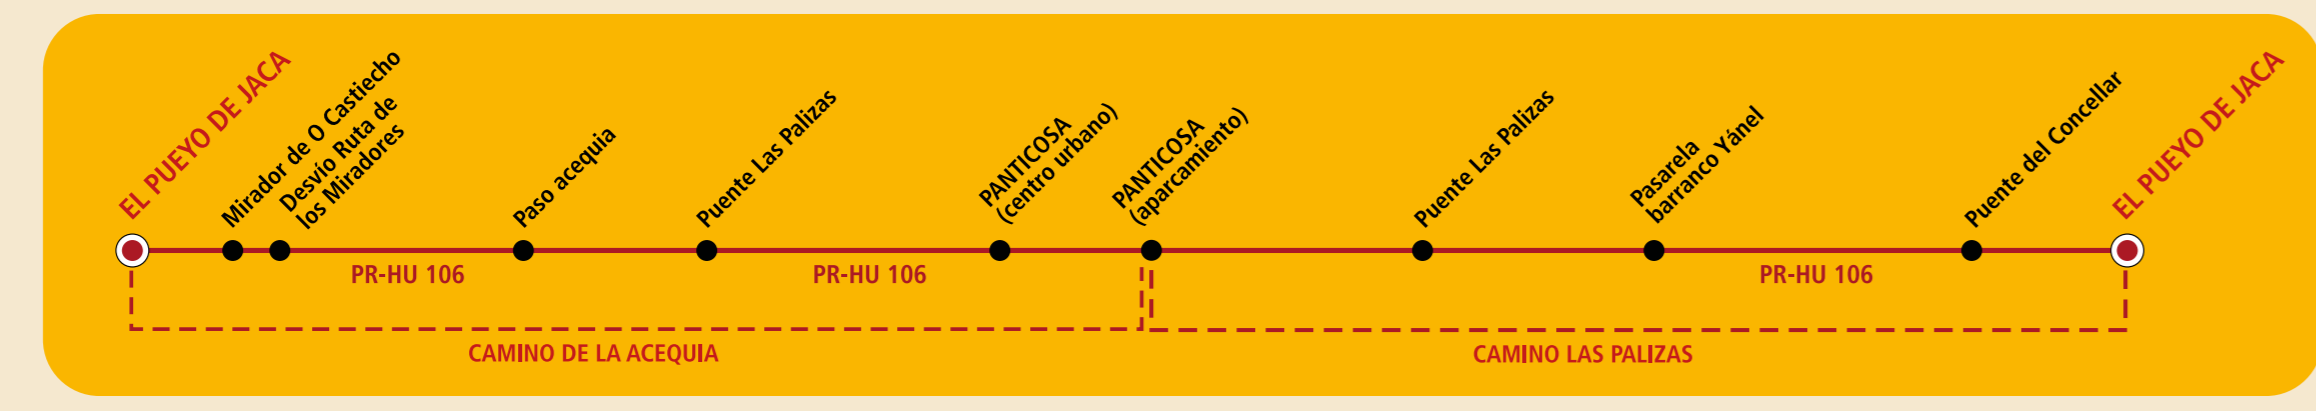 EL PUEYO DE JACA
Mirador de O Castiecho
Desvío Ruta de
los Miradores
Paso acequia
Puente Las Palizas
PANTICOSA
(centro urbano)
PANTICOSA
(aparcamiento)
Puente Las Palizas
Pasarela
barranco Yánel
Puente del Concellar
EL PUEYO DE JACA
PR-HU 106
PR-HU 106
PR-HU 106
CAMINO DE LA ACEQUIA
CAMINO LAS PALIZAS